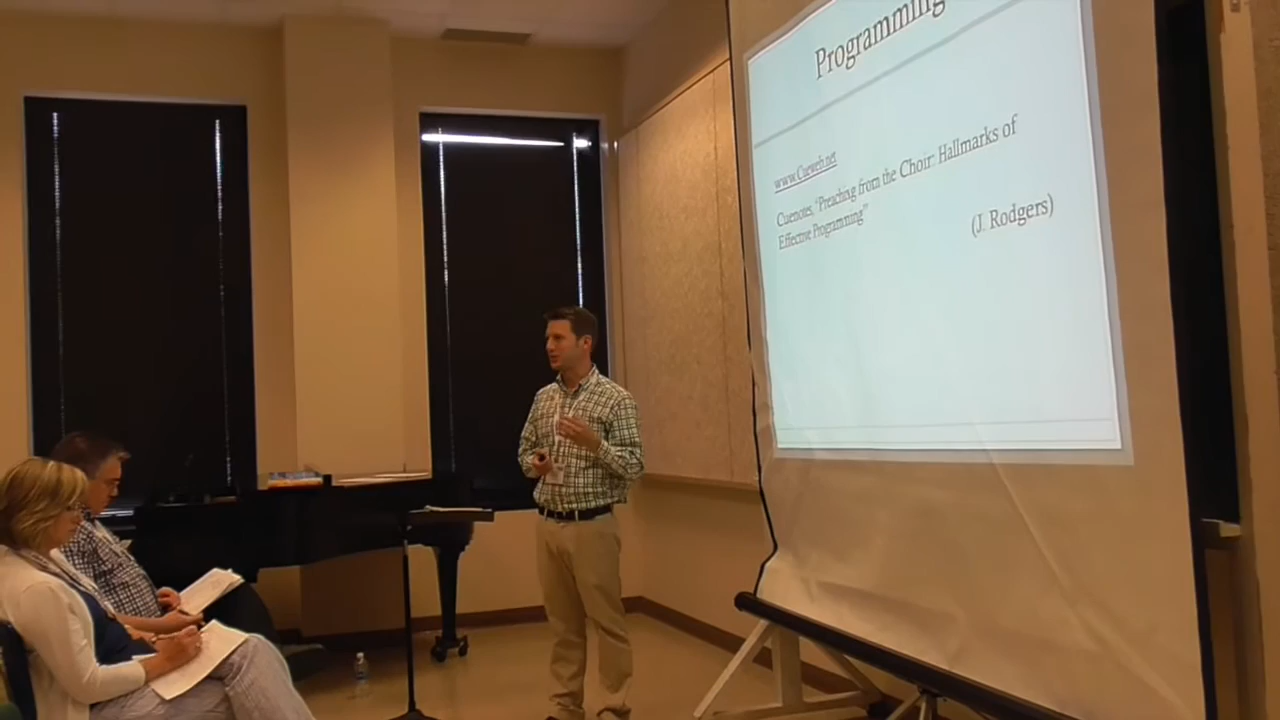 Programming
www.Cueweb.net
Cuenotes, "Preaching from the Choir: Hallmarks of
Effective Programming"
(J. Rodgers)